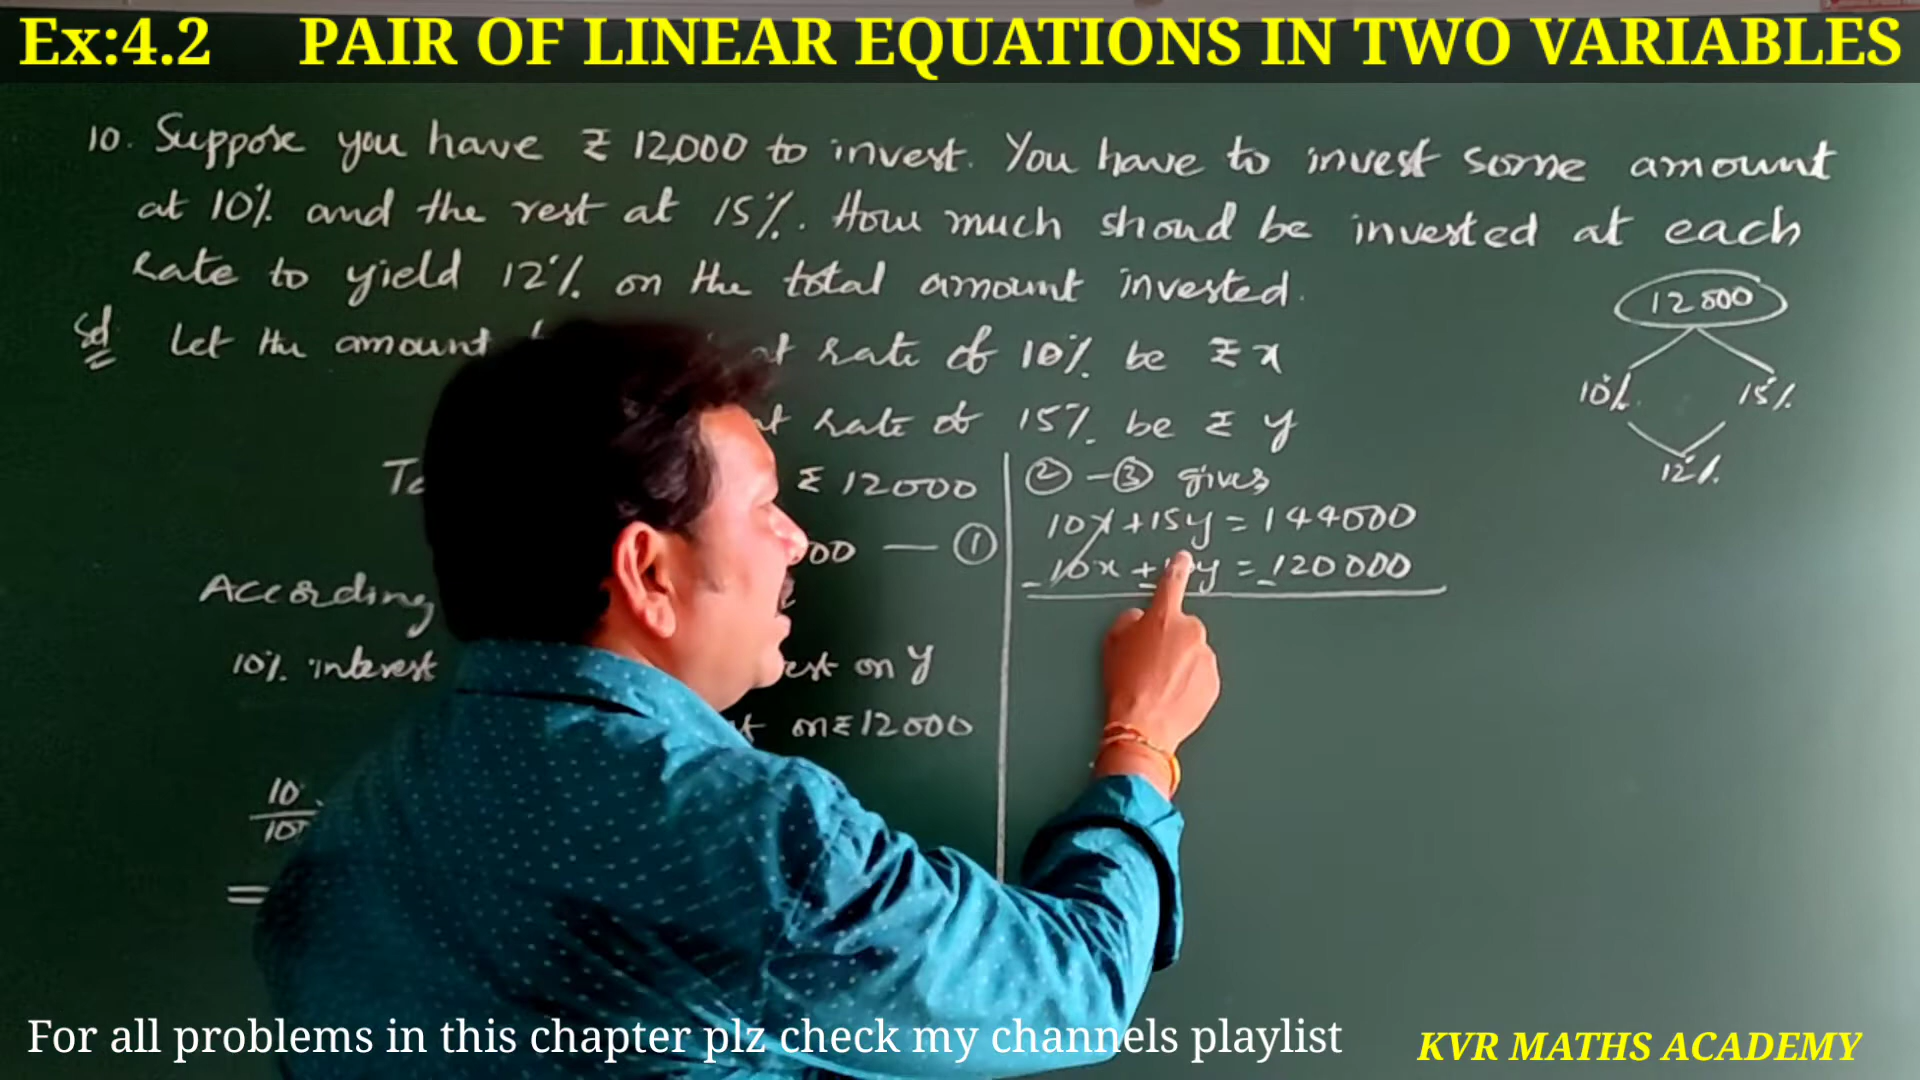 Ex:4.2 PAIR OF LINEAR EQUATIONS IN TWO VARIABLES
10. Suppose you have ₹ 12000 to invest. You have to invest some amount
at 10% and the rest at 15%. How much shoud be invested at each
rate to yield 12% on the total amount invested.
Sol Let the amount at rate of 10% be ₹ x
at rate of 15% be ₹ y
₹ 12000
000 — ①
According
10% interest on y
on ₹ 12000
10
100
=
② - ③ gives
10x + 15y = 144000
- 10x + y = - 120000
12000
10% 15%
12%
For all problems in this chapter plz check my channels playlist
KVR MATHS ACADEMY